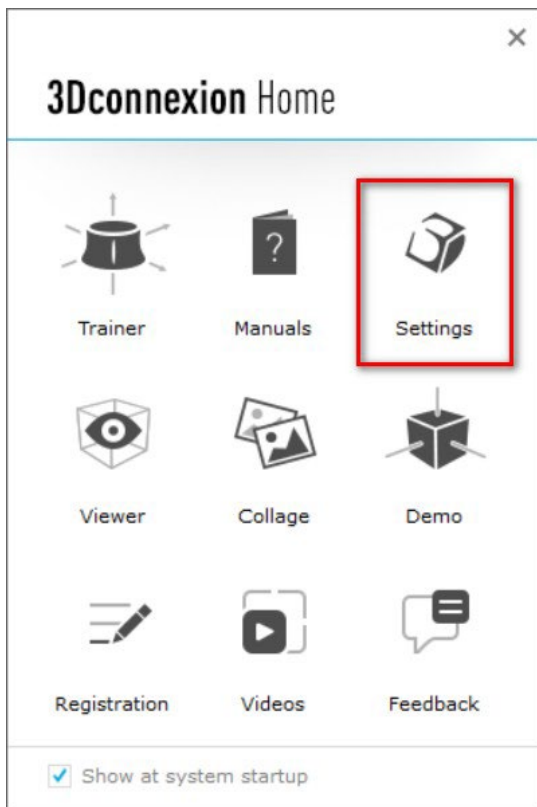 3Dconnexion Home
Trainer
Manuals
Settings
Viewer
Collage
Demo
Registration
Videos
Feedback
Show at system startup